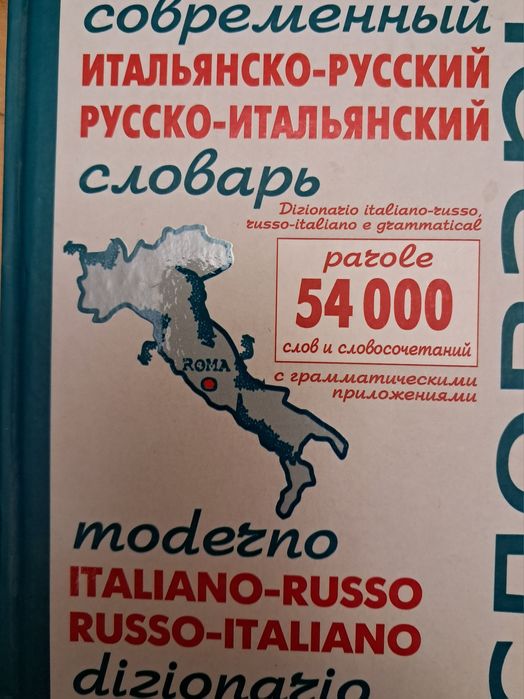 современный
ИТАЛЬЯНСКО-РУССКИЙ
РУССКО-ИТАЛЬЯНСКИЙ
словарь
Dizionario italiano-russo,
russo-italiano e grammatical
parole
54 000
слов и словосочетаний
с грамматическими
приложениями
ROMA
moderno
ITALIANO-RUSSO
RUSSO-ITALIANO
dizionario